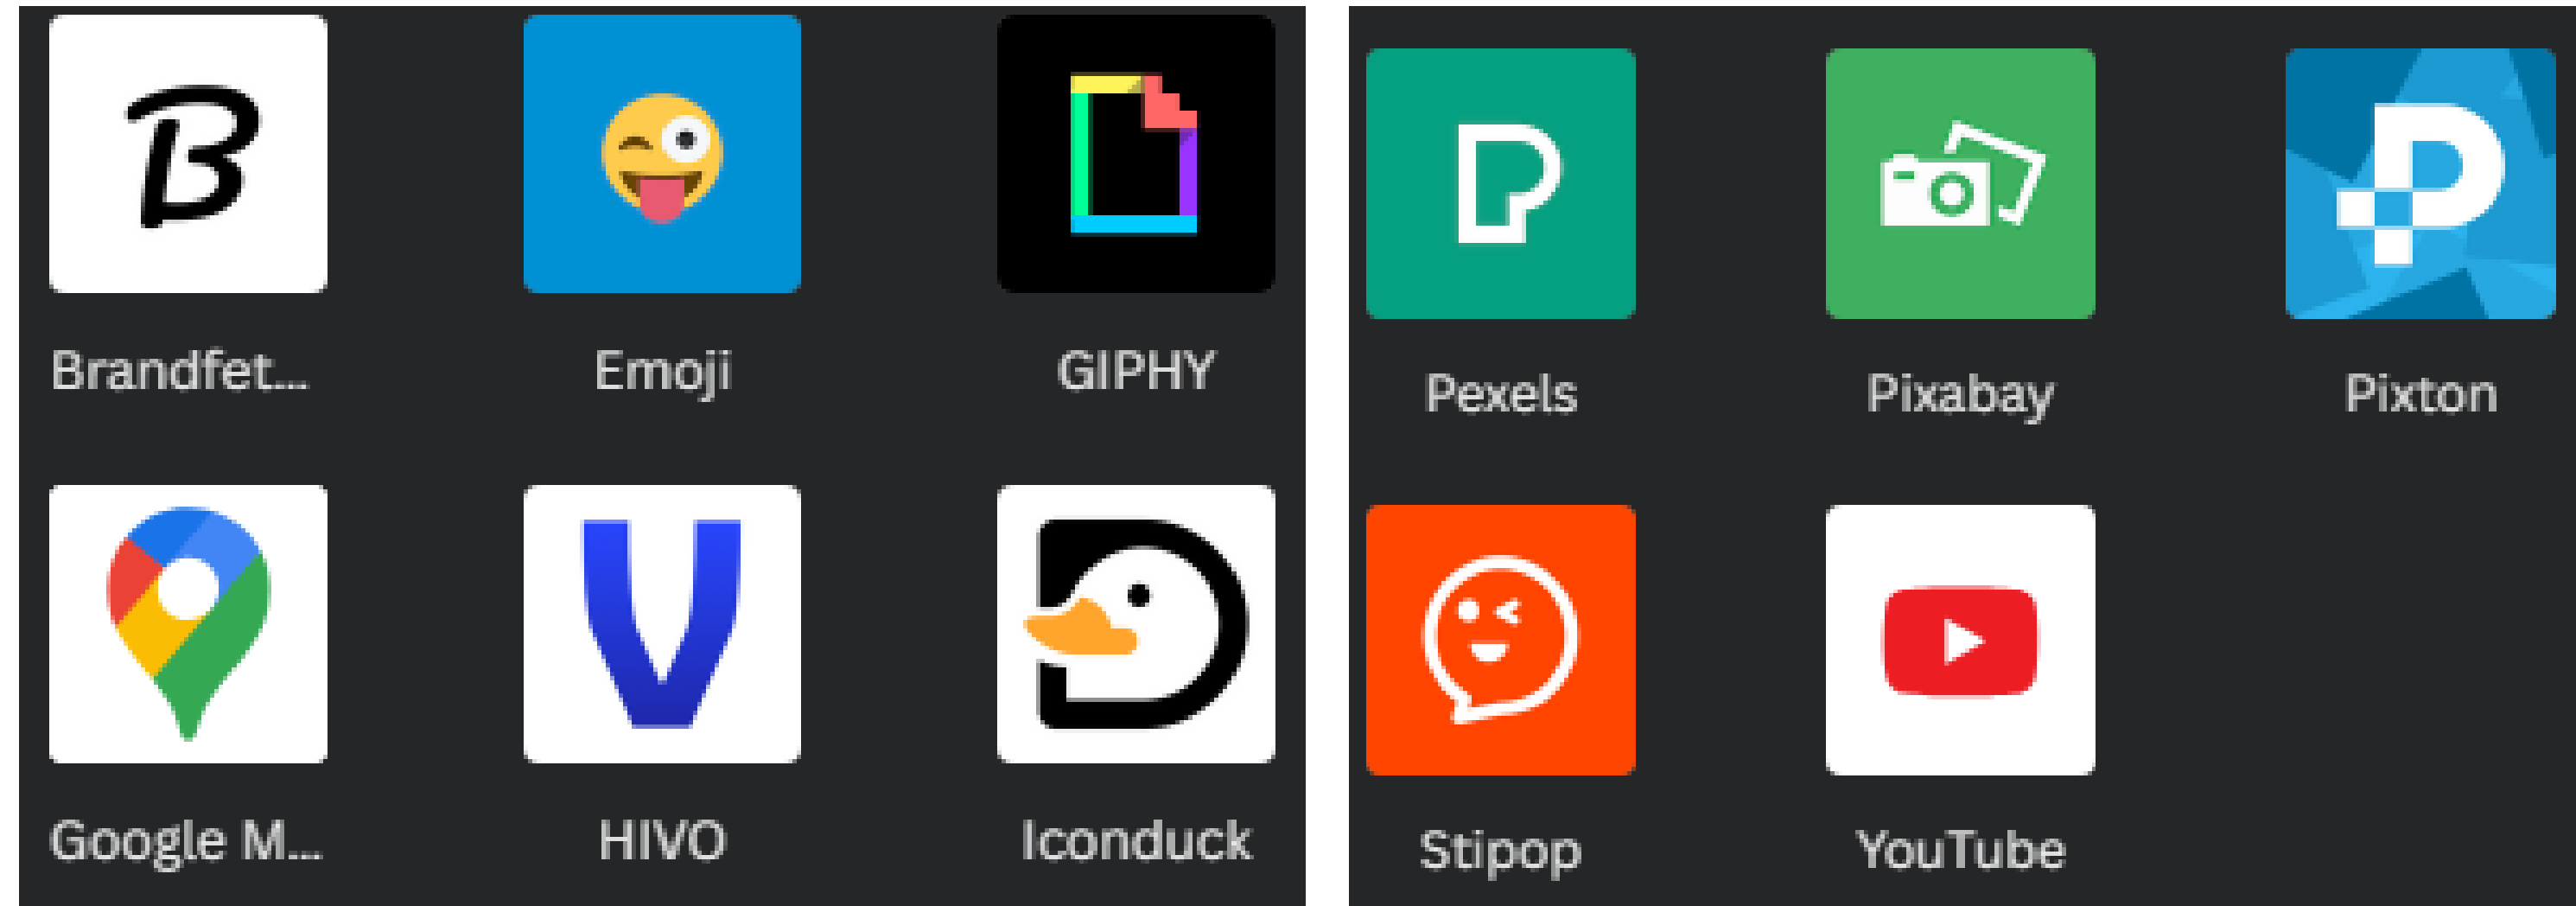 Brandfet...
Emoji
GIPHY
Google M...
HIVO
Iconduck
Pexels
Pixabay
Pixton
Stipop
YouTube